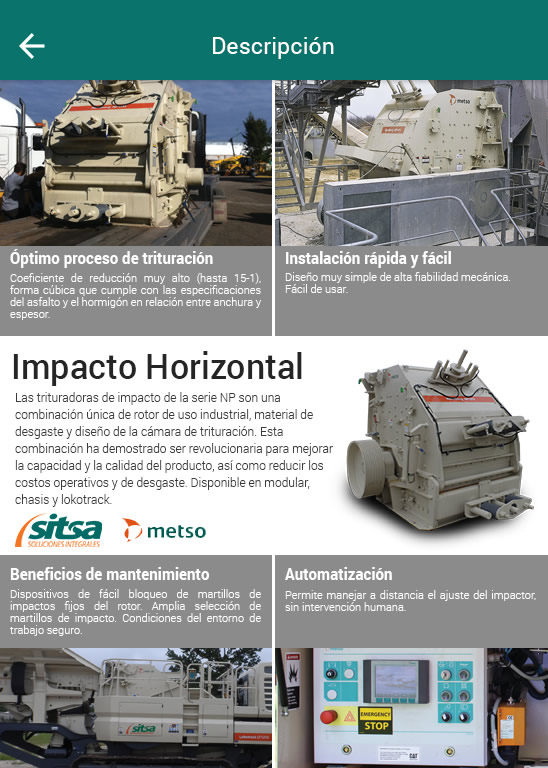 Descripción
metso
Óptimo proceso de trituración
Coeficiente de reducción muy alto (hasta 15-1),
forma cúbica que cumple con las especificaciones
del asfalto y el hormigón en relación entre anchura y
espesor.
Instalación rápida y fácil
Diseño muy simple de alta fiabilidad mecánica.
Fácil de usar.
Impacto Horizontal
Las trituradoras de impacto de la serie NP son una
combinación única de rotor de uso industrial, material de
desgaste y diseño de la cámara de trituración. Esta
combinación ha demostrado ser revolucionaria para mejorar
la capacidad y la calidad del producto, así como reducir los
costos operativos y de desgaste. Disponible en modular,
chasis y lokotrack.
sitsa
SOLUCIONES INTEGRALES
metso
Beneficios de mantenimiento
Dispositivos de fácil bloqueo de martillos de
impactos fijos del rotor. Amplia selección de
martillos de impacto. Condiciones del entorno de
trabajo seguro.
Automatización
Permite manejar a distancia el ajuste del impactor,
sin intervención humana.
sitsa
EMERGENCY
STOP
CAT